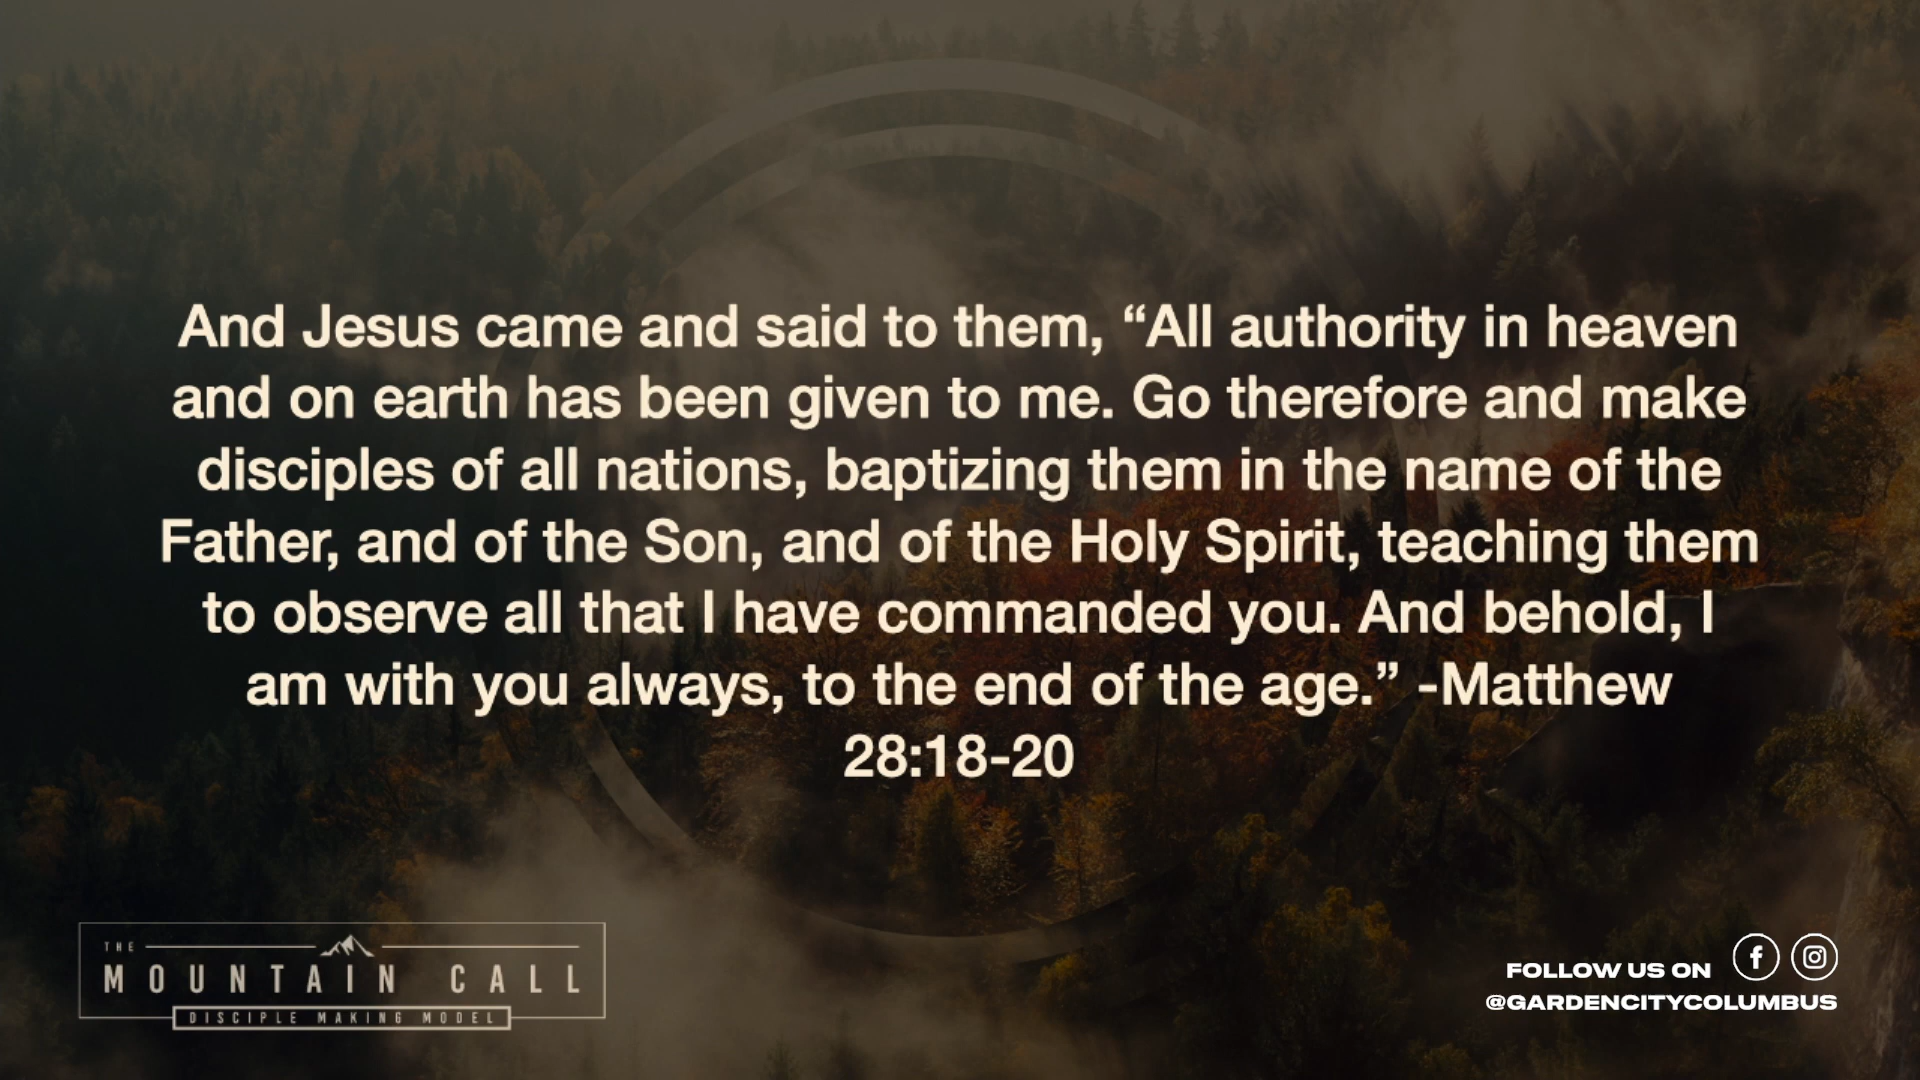 And Jesus came and said to them, “All authority in heaven
and on earth has been given to me. Go therefore and make
disciples of all nations, baptizing them in the name of the
Father, and of the Son, and of the Holy Spirit, teaching them
to observe all that I have commanded you. And behold, I
am with you always, to the end of the age.” -Matthew
28:18-20
THE
MOUNTAIN CALL
DISCIPLE MAKING MODEL
FOLLOW US ON
@GARDENCITYCOLUMBUS